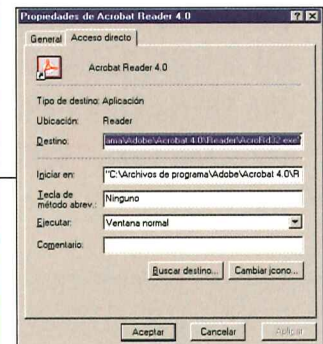 Propiedades de Acrobat Reader 4.0
General Acceso directo
Acrobat Reader 4.0
Tipo de destino: Aplicación
Ubicación: Reader
Destino: ama\Adobe\Acrobat 4.0\Reader\AcroRd32.exe"
Iniciar en: "C:\Archivos de programa\Adobe\Acrobat 4.0\R
Tecla de
método abrev.: Ninguno
Ejecutar: Ventana normal
Comentario:
Buscar destino... Cambiar icono...
Aceptar Cancelar Aplicar